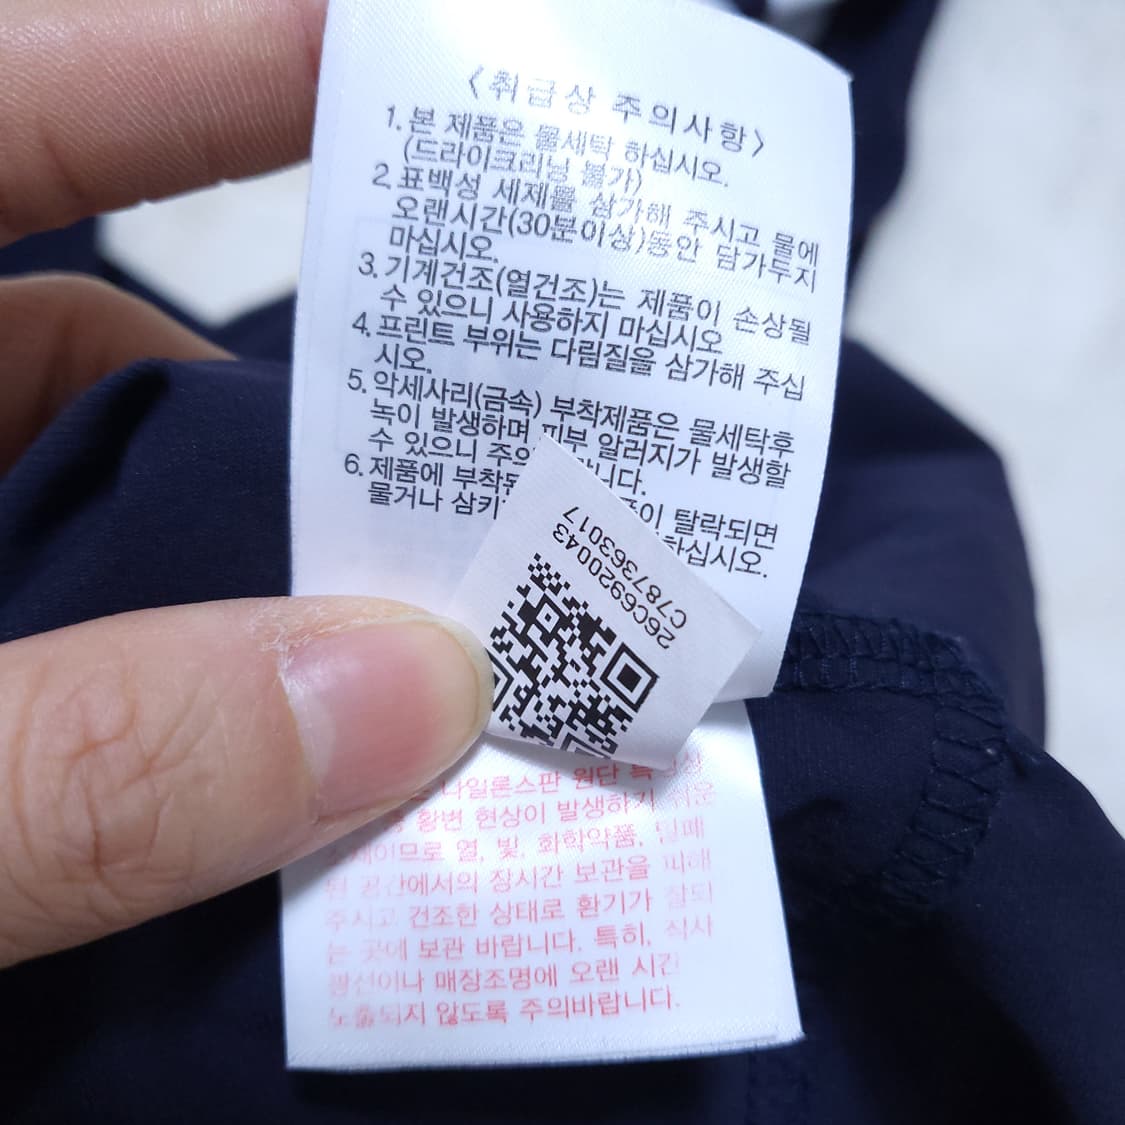 <취급상 주의사항>
1. 본 제품은 물세탁 하십시오.
(드라이크리닝 불가)
2. 표백성 세제를 삼가해 주시고 물에
오랜시간(30분이상)동안 담가두지
마십시오.
3. 기계건조(열건조)는 제품이 손상될
수 있으니 사용하지 마십시오
4. 프린트 부위는 다림질을 삼가해 주십
시오.
5. 악세사리(금속) 부착제품은 물세탁후
녹이 발생하며 피부 알러지가 발생할
수 있으니
6. 제품에 탈락되면
물거나 하십시오.
26C6920043
C787363017
나일론스판 원단
황변 현상이 발생하기 쉬운
열, 빛, 화학약품, 밀폐
된 공간에서의 장시간 보관을 피해
주시고 건조한 상태로 환기가 잘되
는 곳에 보관 바랍니다. 특히, 직사
광선이나 매장조명에 오랜 시간
노출되지 않도록 주의바랍니다.